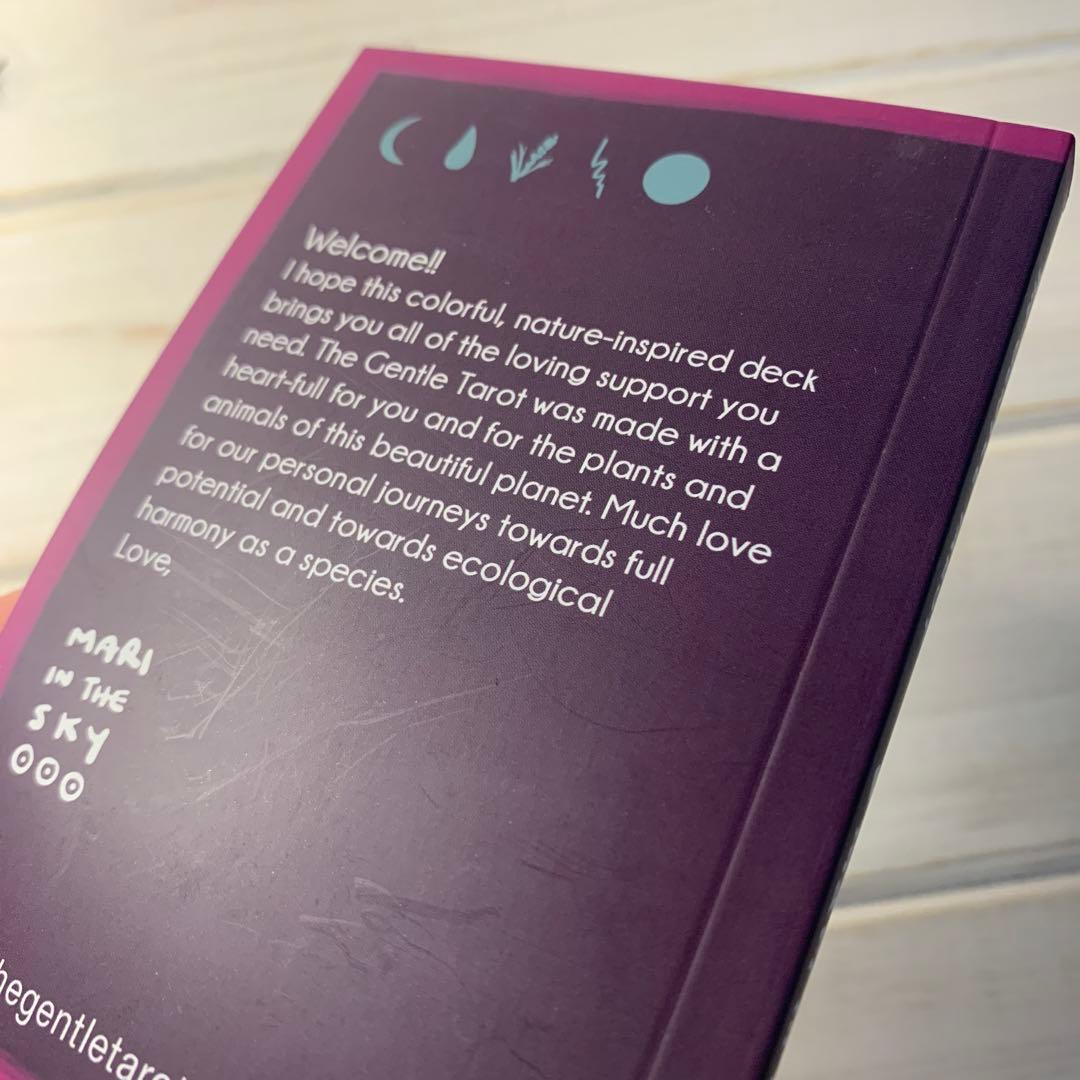 Welcome!!
I hope this colorful, nature-inspired deck
brings you all of the loving support you
need. The Gentle Tarot was made with a
heart-full for you and for the plants and
animals of this beautiful planet. Much love
for our personal journeys towards full
potential and towards ecological
harmony as a species.
Love,
MARI
IN THE
SKY
hegentletaro